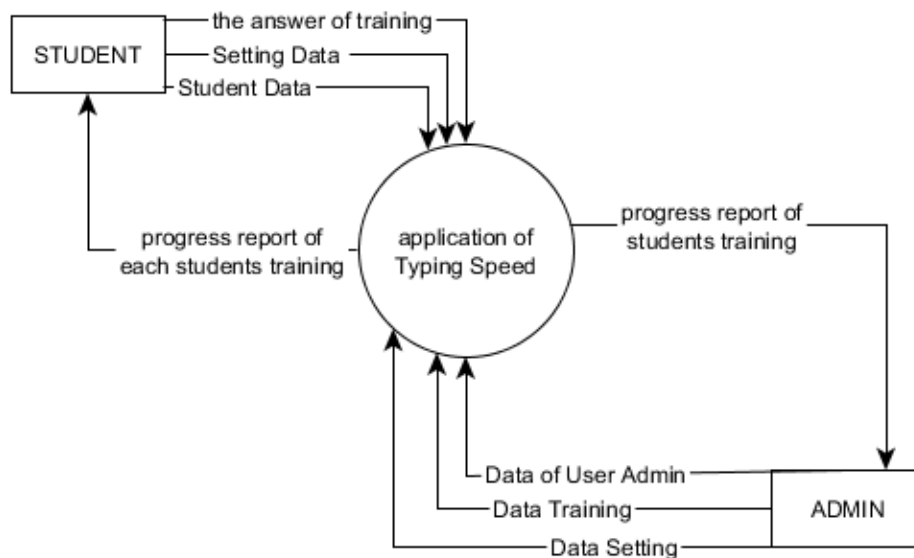 the answer of training
STUDENT
Setting Data
Student Data
progress report of
each students training
application of
Typing Speed
progress report of
students training
Data of User Admin
Data Training
ADMIN
Data Setting